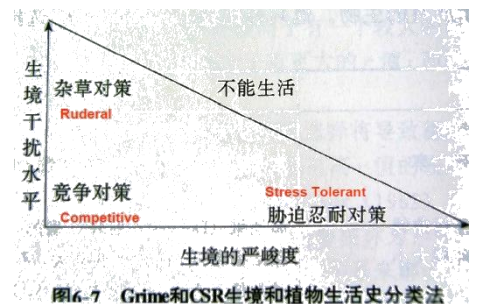 生境干扰水平
杂草对策
Ruderal
不能生活
竞争对策
Competitive
Stress Tolerant
胁迫忍耐对策
生境的严峻度
图6-7 Grime和CSR生境和植物生活史分类法